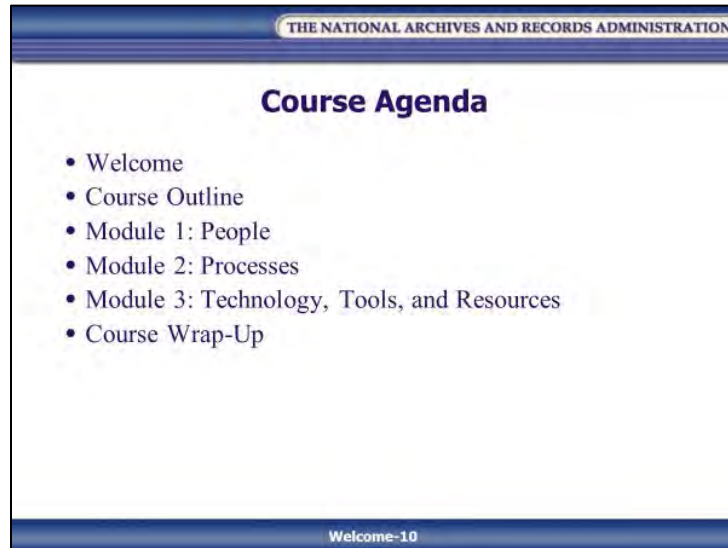 THE NATIONAL ARCHIVES AND RECORDS ADMINISTRATION
Course Agenda
• Welcome
• Course Outline
• Module 1: People
• Module 2: Processes
• Module 3: Technology, Tools, and Resources
• Course Wrap-Up
Welcome-10